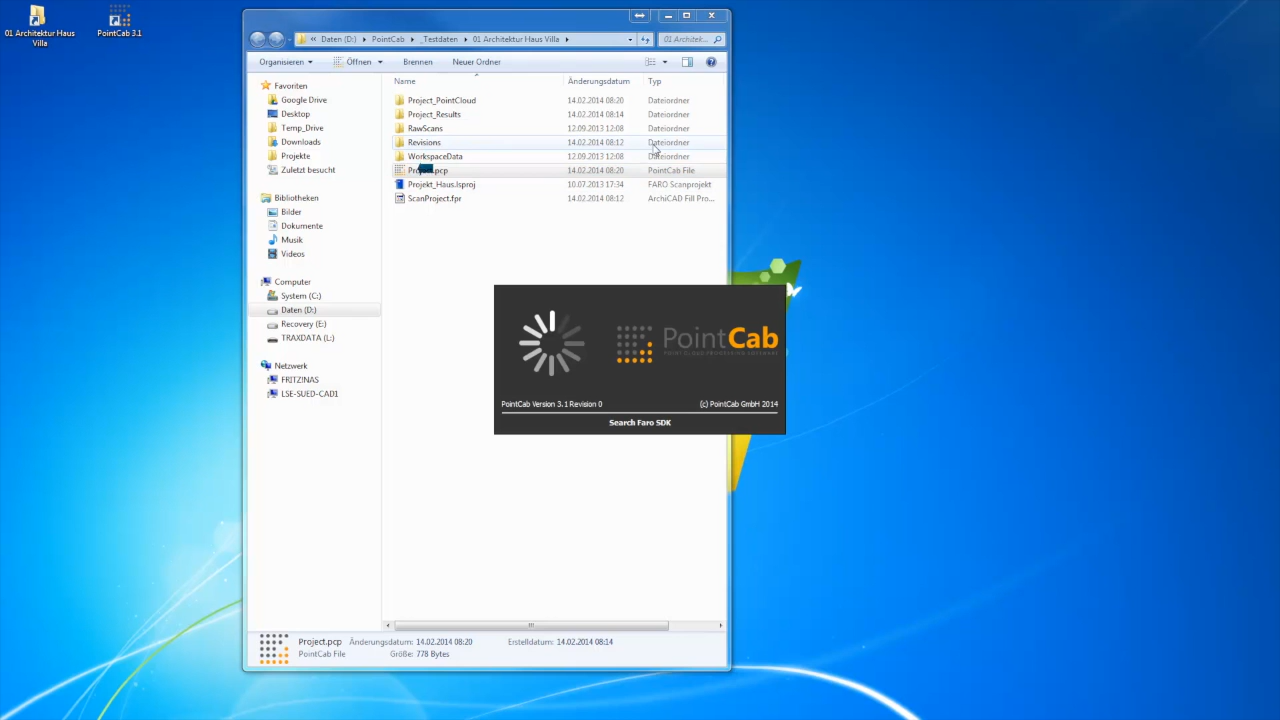 01 Architektur Haus Villa
PointCab 3.1
« Daten (D:) ▸ PointCab ▸ _Testdaten ▸ 01 Architektur Haus Villa ▸
01 Architek...
Organisieren Öffnen Brennen Neuer Ordner
Name Änderungsdatum Typ
Project_PointCloud 14.02.2014 08:20 Dateiordner
Project_Results 14.02.2014 08:14 Dateiordner
RawScans 12.09.2013 12:08 Dateiordner
Revisions 14.02.2014 08:12 Dateiordner
WorkspaceData 12.09.2013 12:08 Dateiordner
Project.pcp 14.02.2014 08:20 PointCab File
Projekt_Haus.lsproj 10.07.2013 17:34 FARO Scanprojekt
ScanProject.fpr 14.02.2014 08:12 ArchiCAD Fill Pro...
Favoriten
Google Drive
Desktop
Temp_Drive
Downloads
Projekte
Zuletzt besucht
Bibliotheken
Bilder
Dokumente
Musik
Videos
Computer
System (C:)
Daten (D:)
Recovery (E:)
TRAXDATA (L:)
Netzwerk
FRITZ!NAS
LSE-SUED-CAD1
PointCab
POINT CLOUD PROCESSING SOFTWARE
PointCab Version 3.1 Revision 0 (c) PointCab GmbH 2014
Search Faro SDK
Project.pcp Änderungsdatum: 14.02.2014 08:20 Erstelldatum: 14.02.2014 08:14
PointCab File Größe: 778 Bytes